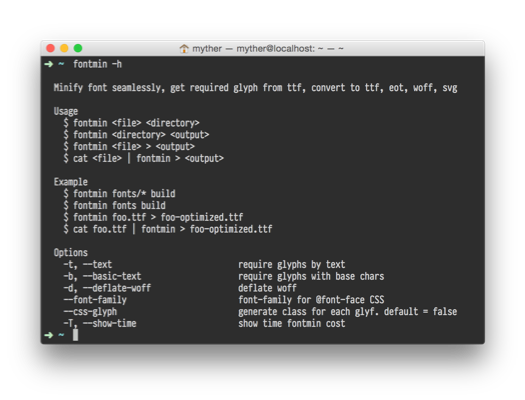 myther — myther@localhost: ~ — ~
➜ ~ fontmin -h
Minify font seamlessly, get required glyph from ttf, convert to ttf, eot, woff, svg
Usage
$ fontmin <file> <directory>
$ fontmin <directory> <output>
$ fontmin <file> > <output>
$ cat <file> | fontmin > <output>
Example
$ fontmin fonts/* build
$ fontmin fonts build
$ fontmin foo.ttf > foo-optimized.ttf
$ cat foo.ttf | fontmin > foo-optimized.ttf
Options
-t, --text require glyphs by text
-b, --basic-text require glyphs with base chars
-d, --deflate-woff deflate woff
--font-family font-family for @font-face CSS
--css-glyph generate class for each glyf. default = false
-T, --show-time show time fontmin cost
➜ ~